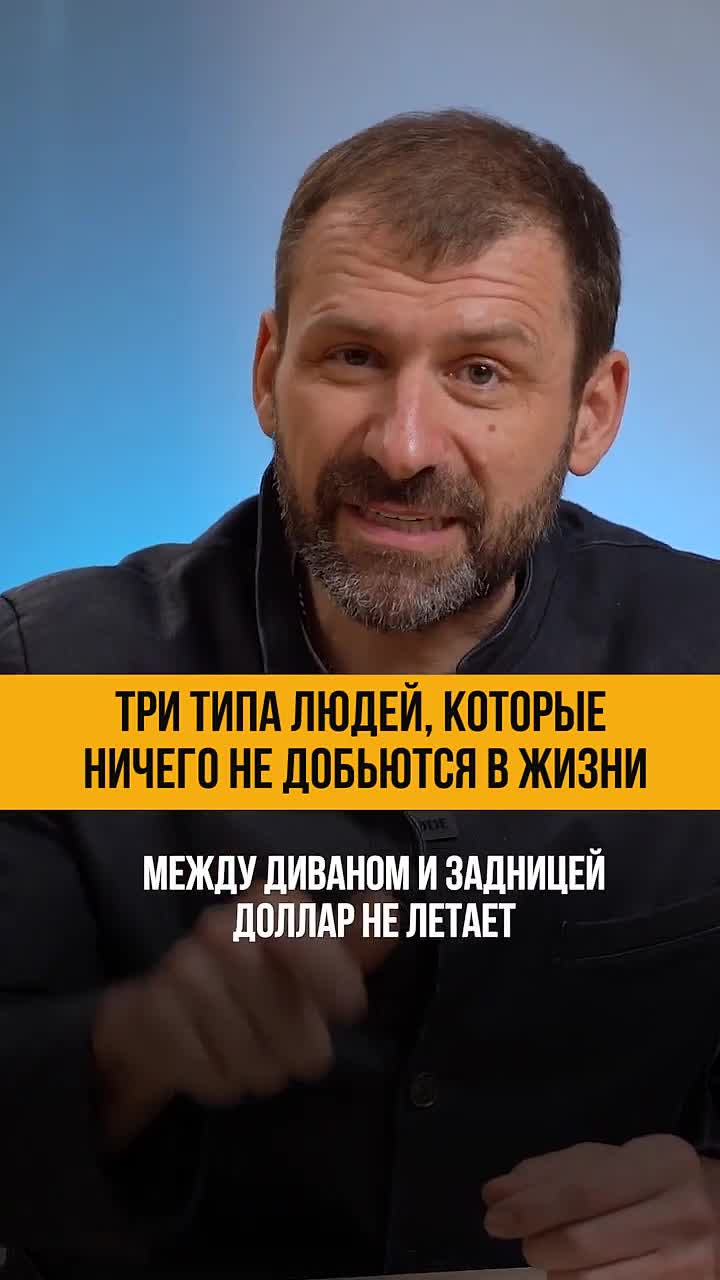 ТРИ ТИПА ЛЮДЕЙ, КОТОРЫЕ
НИЧЕГО НЕ ДОБЬЮТСЯ В ЖИЗНИ
МЕЖДУ ДИВАНОМ И ЗАДНИЦЕЙ
ДОЛЛАР НЕ ЛЕТАЕТ